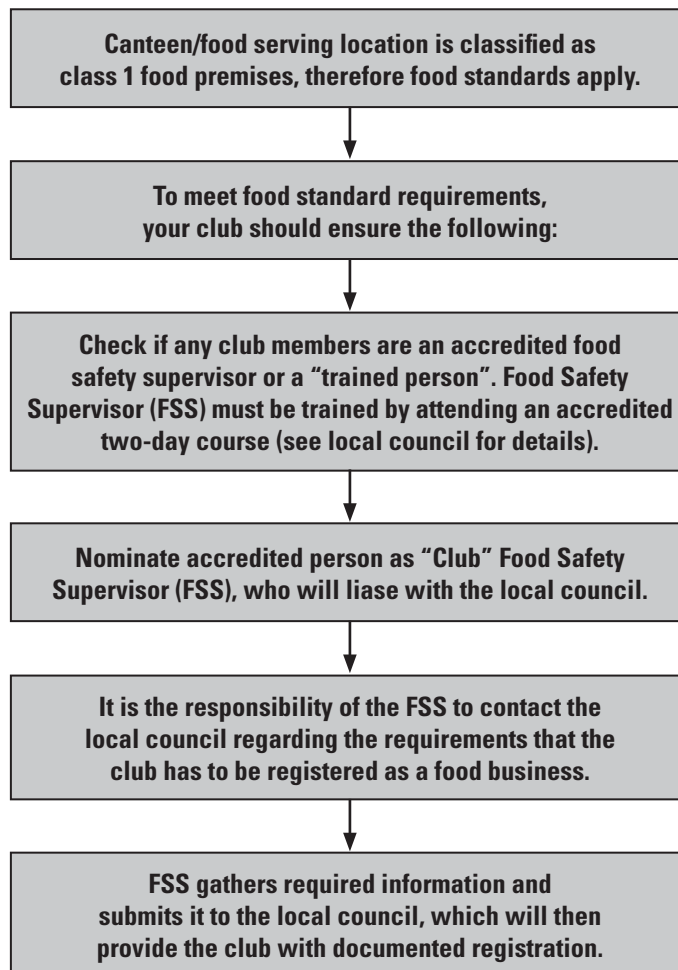 Canteen/food serving location is classified as
class 1 food premises, therefore food standards apply.
To meet food standard requirements,
your club should ensure the following:
Check if any club members are an accredited food
safety supervisor or a “trained person”. Food Safety
Supervisor (FSS) must be trained by attending an accredited
two-day course (see local council for details).
Nominate accredited person as “Club” Food Safety
Supervisor (FSS), who will liase with the local council.
It is the responsibility of the FSS to contact the
local council regarding the requirements that the
club has to be registered as a food business.
FSS gathers required information and
submits it to the local council, which will then
provide the club with documented registration.